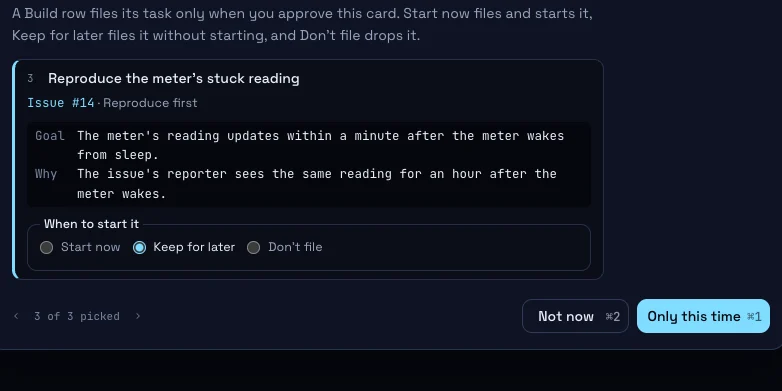 A Build row files its task only when you approve this card. Start now files and starts it,
Keep for later files it without starting, and Don't file drops it.
3 Reproduce the meter's stuck reading
Issue #14 · Reproduce first
Goal The meter's reading updates within a minute after the meter wakes
from sleep.
Why The issue's reporter sees the same reading for an hour after the
meter wakes.
When to start it
Start now Keep for later Don't file
‹ 3 of 3 picked ›
Not now ⌘2 Only this time ⌘1